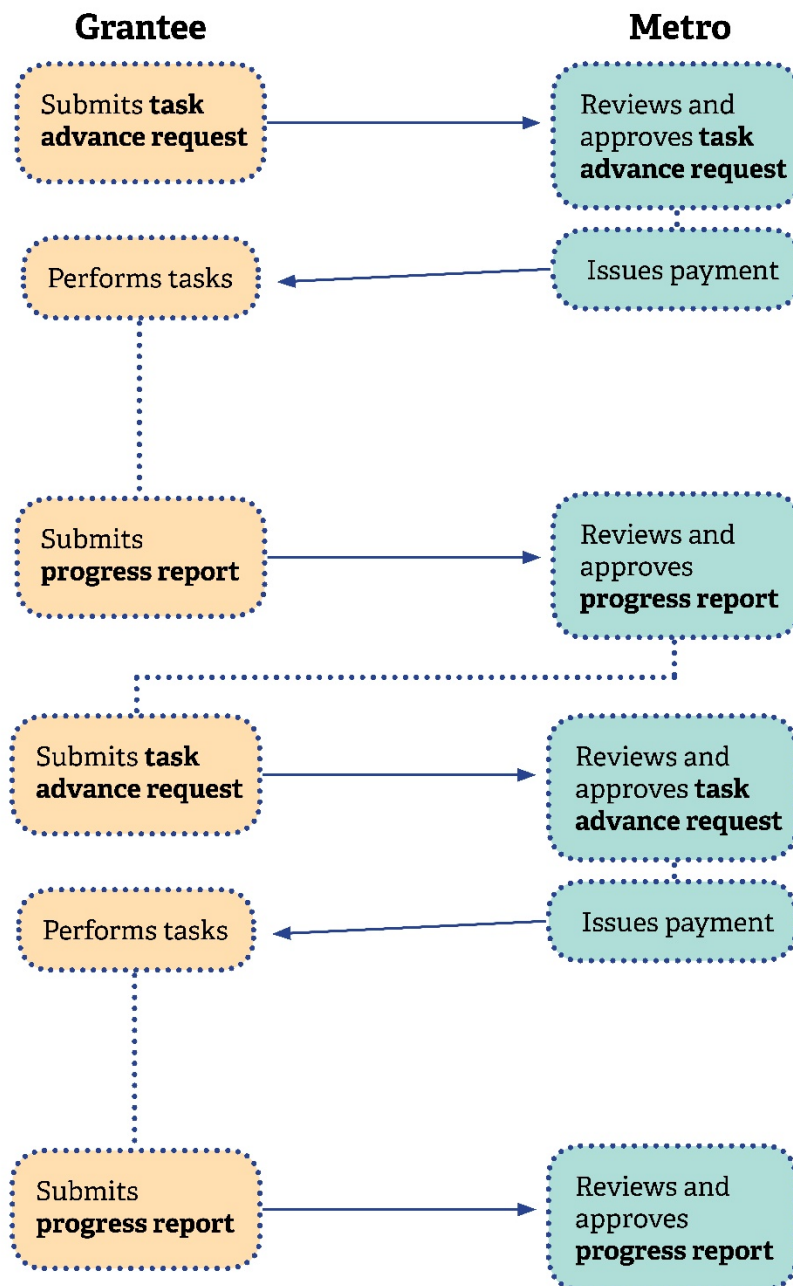 Grantee
Metro
Submits task
advance request
Reviews and
approves task
advance request
Performs tasks
Issues payment
Submits
progress report
Reviews and
approves
progress report
Submits task
advance request
Reviews and
approves task
advance request
Performs tasks
Issues payment
Submits
progress report
Reviews and
approves
progress report